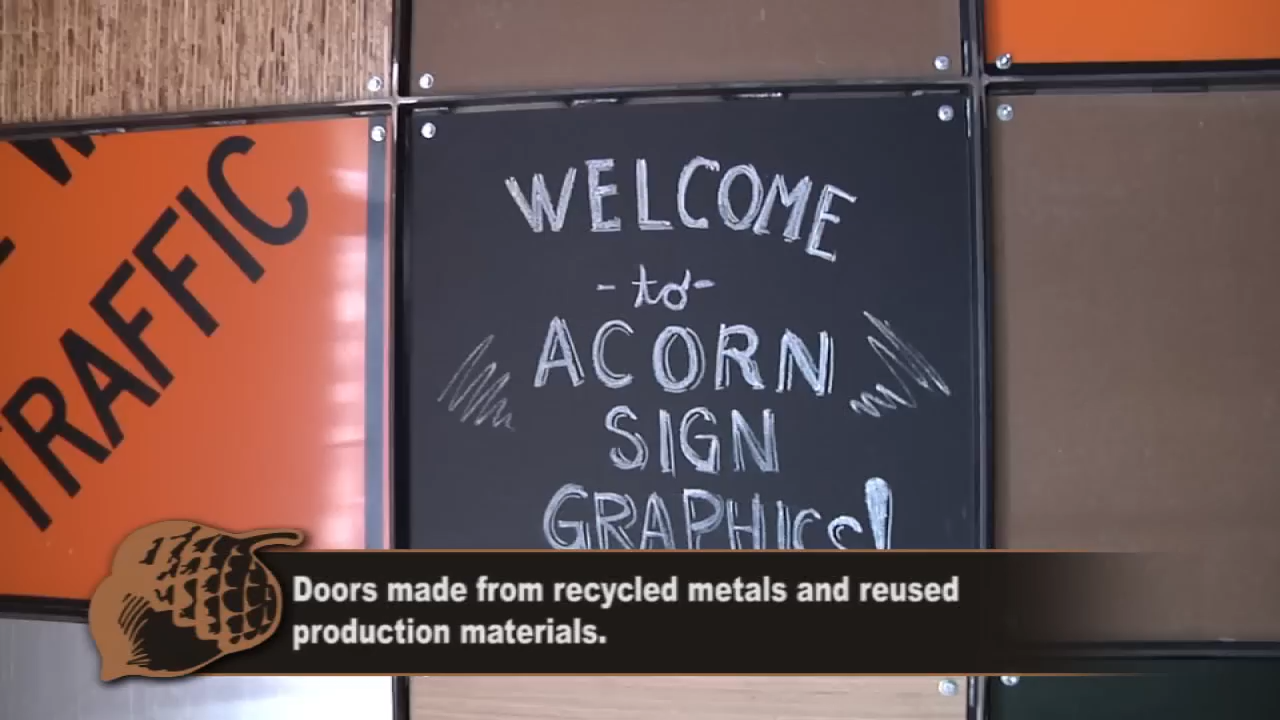 TRAFFIC
WELCOME
-to-
ACORN
SIGN
GRAPHICS!
Doors made from recycled metals and reused
production materials.